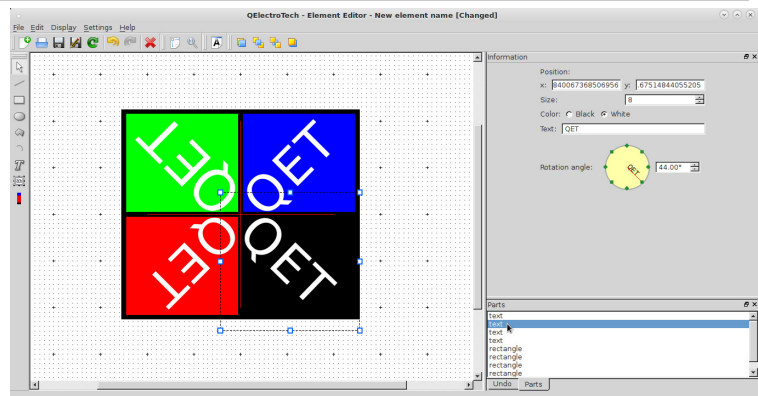 QElectroTech - Element Editor - New element name [Changed]
File Edit Display Settings Help
Information
Position:
x: 840067368506956 y: .67514844055205
Size: 8
Color: Black White
Text: QET
Rotation angle: QET 44.00°
QET QET
QET QET
Parts
text
text
text
text
rectangle
rectangle
rectangle
rectangle
Undo Parts